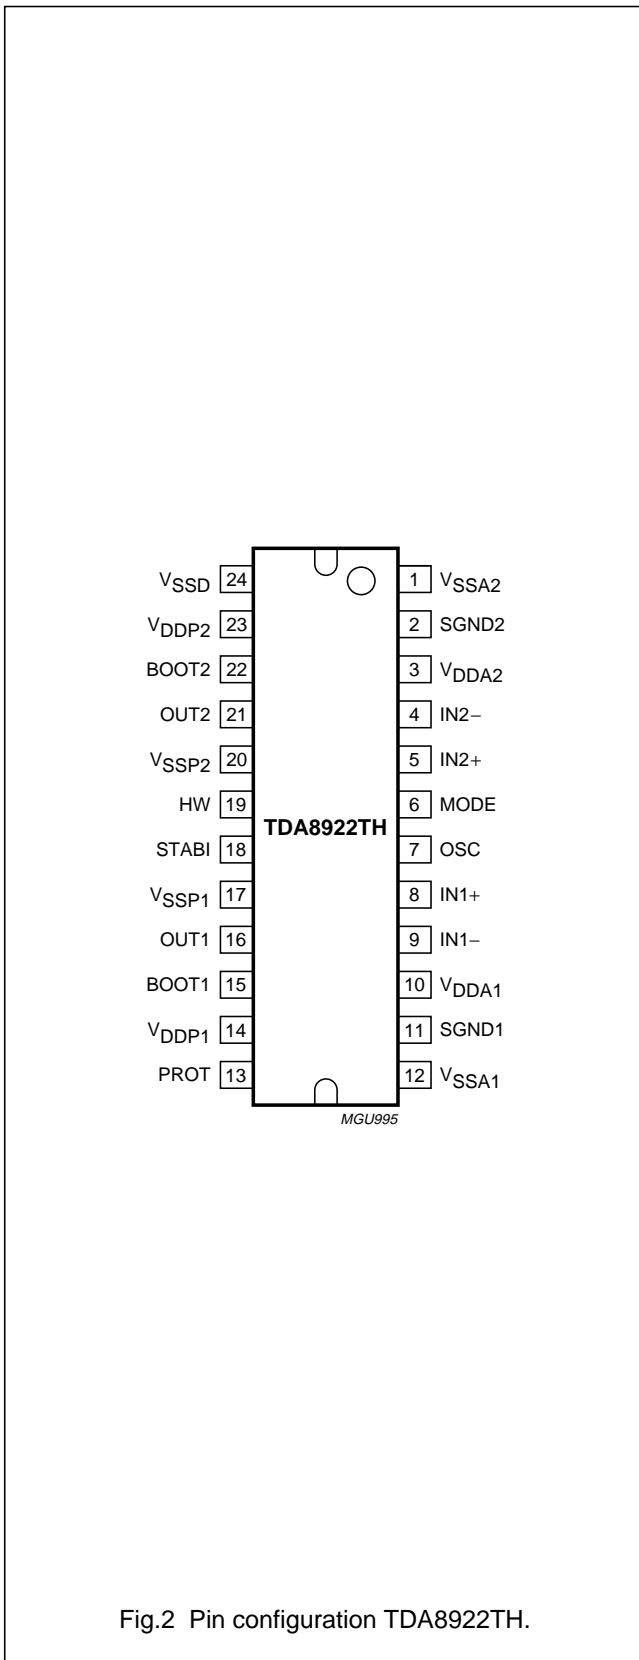 VSSD 24 1 VSSA2
VDDP2 23 2 SGND2
BOOT2 22 3 VDDA2
OUT2 21 4 IN2−
VSSP2 20 5 IN2+
HW 19 6 MODE
TDA8922TH
STABI 18 7 OSC
VSSP1 17 8 IN1+
OUT1 16 9 IN1−
BOOT1 15 10 VDDA1
VDDP1 14 11 SGND1
PROT 13 12 VSSA1
MGU995
Fig.2 Pin configuration TDA8922TH.